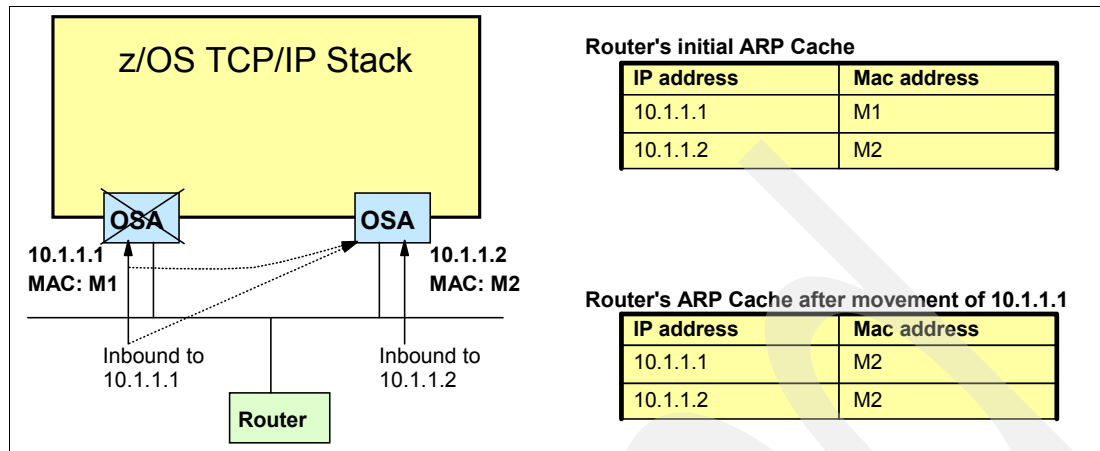 z/OS TCP/IP Stack
OSA
OSA
10.1.1.1
MAC: M1
10.1.1.2
MAC: M2
Inbound to
10.1.1.1
Inbound to
10.1.1.2
Router
Router's initial ARP Cache
IP address Mac address
10.1.1.1 M1
10.1.1.2 M2
Router's ARP Cache after movement of 10.1.1.1
IP address Mac address
10.1.1.1 M2
10.1.1.2 M2